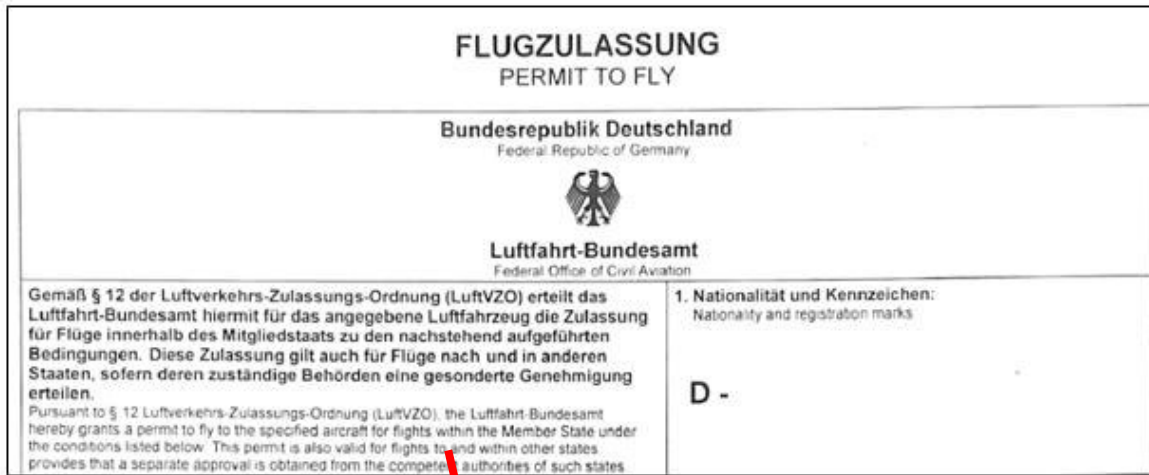 FLUGZULASSUNG
PERMIT TO FLY
Bundesrepublik Deutschland
Federal Republic of Germany
Luftfahrt-Bundesamt
Federal Office of Civil Aviation
Gemäß § 12 der Luftverkehrs-Zulassungs-Ordnung (LuftVZO) erteilt das
Luftfahrt-Bundesamt hiermit für das angegebene Luftfahrzeug die Zulassung
für Flüge innerhalb des Mitgliedstaats zu den nachstehend aufgeführten
Bedingungen. Diese Zulassung gilt auch für Flüge nach und in anderen
Staaten, sofern deren zuständige Behörden eine gesonderte Genehmigung
erteilen.
Pursuant to § 12 Luftverkehrs-Zulassungs-Ordnung (LuftVZO), the Luftfahrt-Bundesamt
hereby grants a permit to fly to the specified aircraft for flights within the Member State under
the conditions listed below. This permit is also valid for flights to and within other states
provides that a separate approval is obtained from the competent authorities of such states
1. Nationalität und Kennzeichen:
Nationality and registration marks
D -